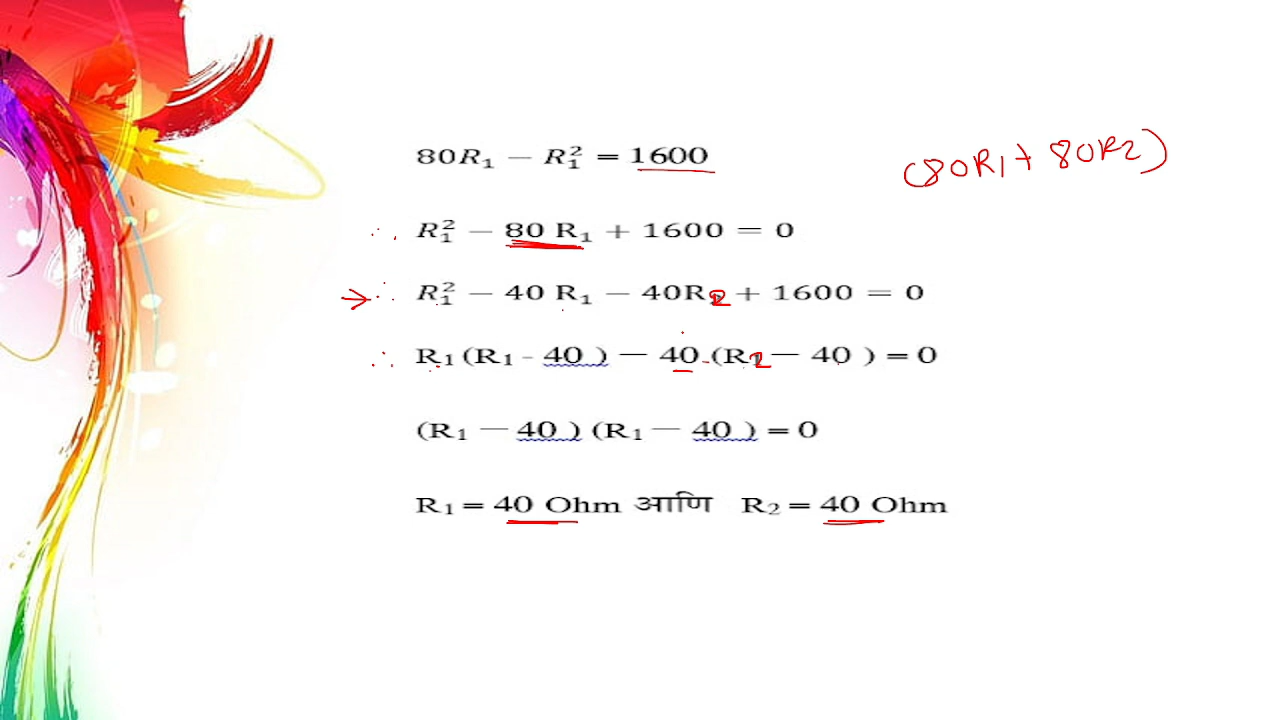 80R₁ − R₁² = 1600
(80R₁ + 80R2)
∴ R₁² − 80 R₁ + 1600 = 0
→ ∴ R₁² − 40 R₁ − 40R2 + 1600 = 0
∴ R₁ (R₁ - 40 ) − 40 (R2 − 40 ) = 0
(R₁ − 40 ) (R₁ − 40 ) = 0
R₁ = 40 Ohm आणि R₂ = 40 Ohm